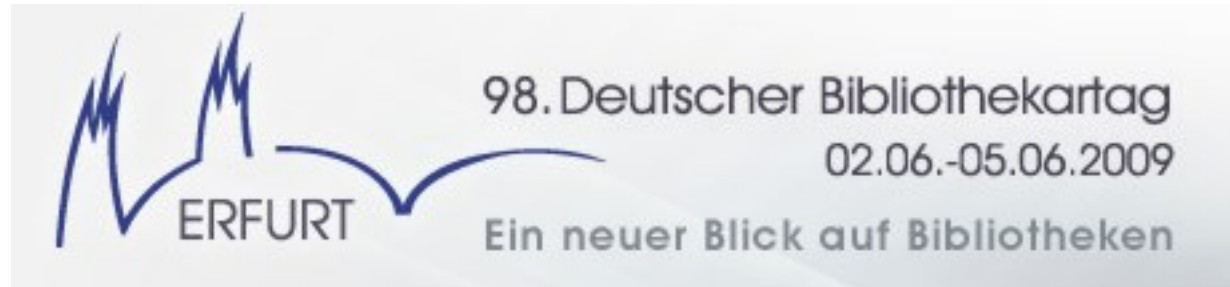 98. Deutscher Bibliothekartag
02.06.-05.06.2009
ERFURT
Ein neuer Blick auf Bibliotheken